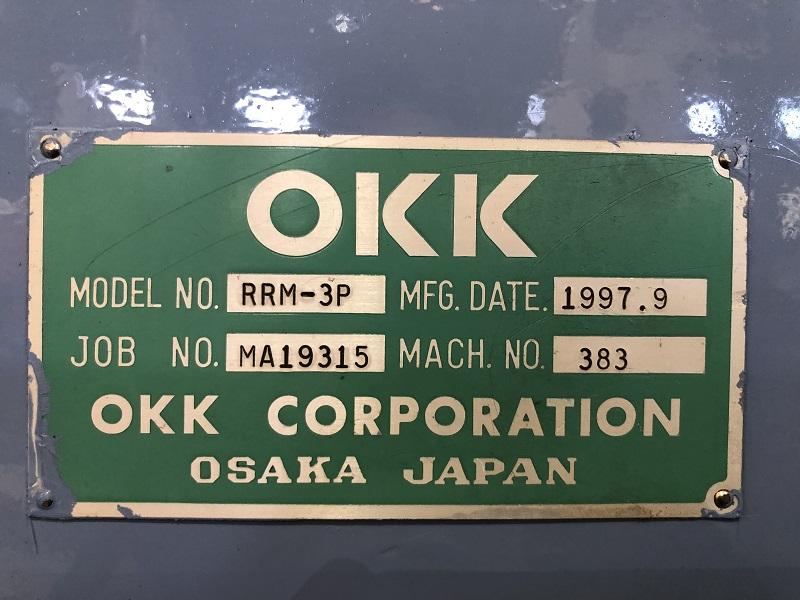 OKK
MODEL NO. RRM-3P MFG. DATE. 1997.9
JOB NO. MA19315 MACH. NO. 383
OKK CORPORATION
OSAKA JAPAN